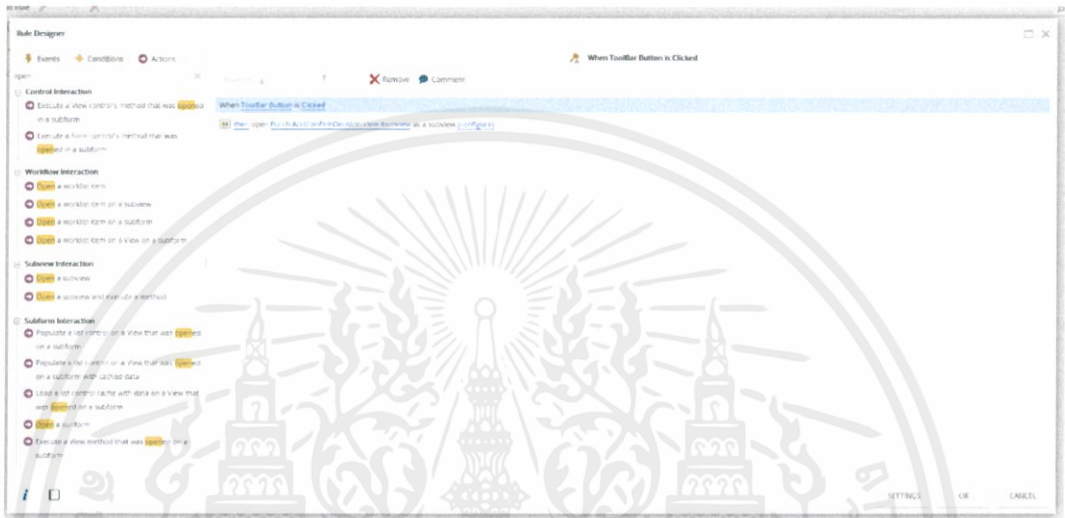 Rule Designer
Events Conditions Actions
When ToolBar Button is Clicked
open
Remove Comment
Control Interaction
Execute a View control's method that was opened
in a subform
Execute a form control's method that was
opened in a subform
When ToolBar Button is Clicked
then open as a subview (configure)
Workflow Interaction
Open a worklist item
Open a worklist item on a subview
Open a worklist item on a subform
Open a worklist item on a View on a subform
Subview Interaction
Open a subview
Open a subview and execute a method
Subform Interaction
Populate a list control on a View that was opened
on a subform
Populate a list control on a View that was opened
on a subform with cached data
Load a list control cache with data on a View that
was opened on a subform
Open a subform
Execute a View method that was opened on a
subform
SETTINGS OK CANCEL